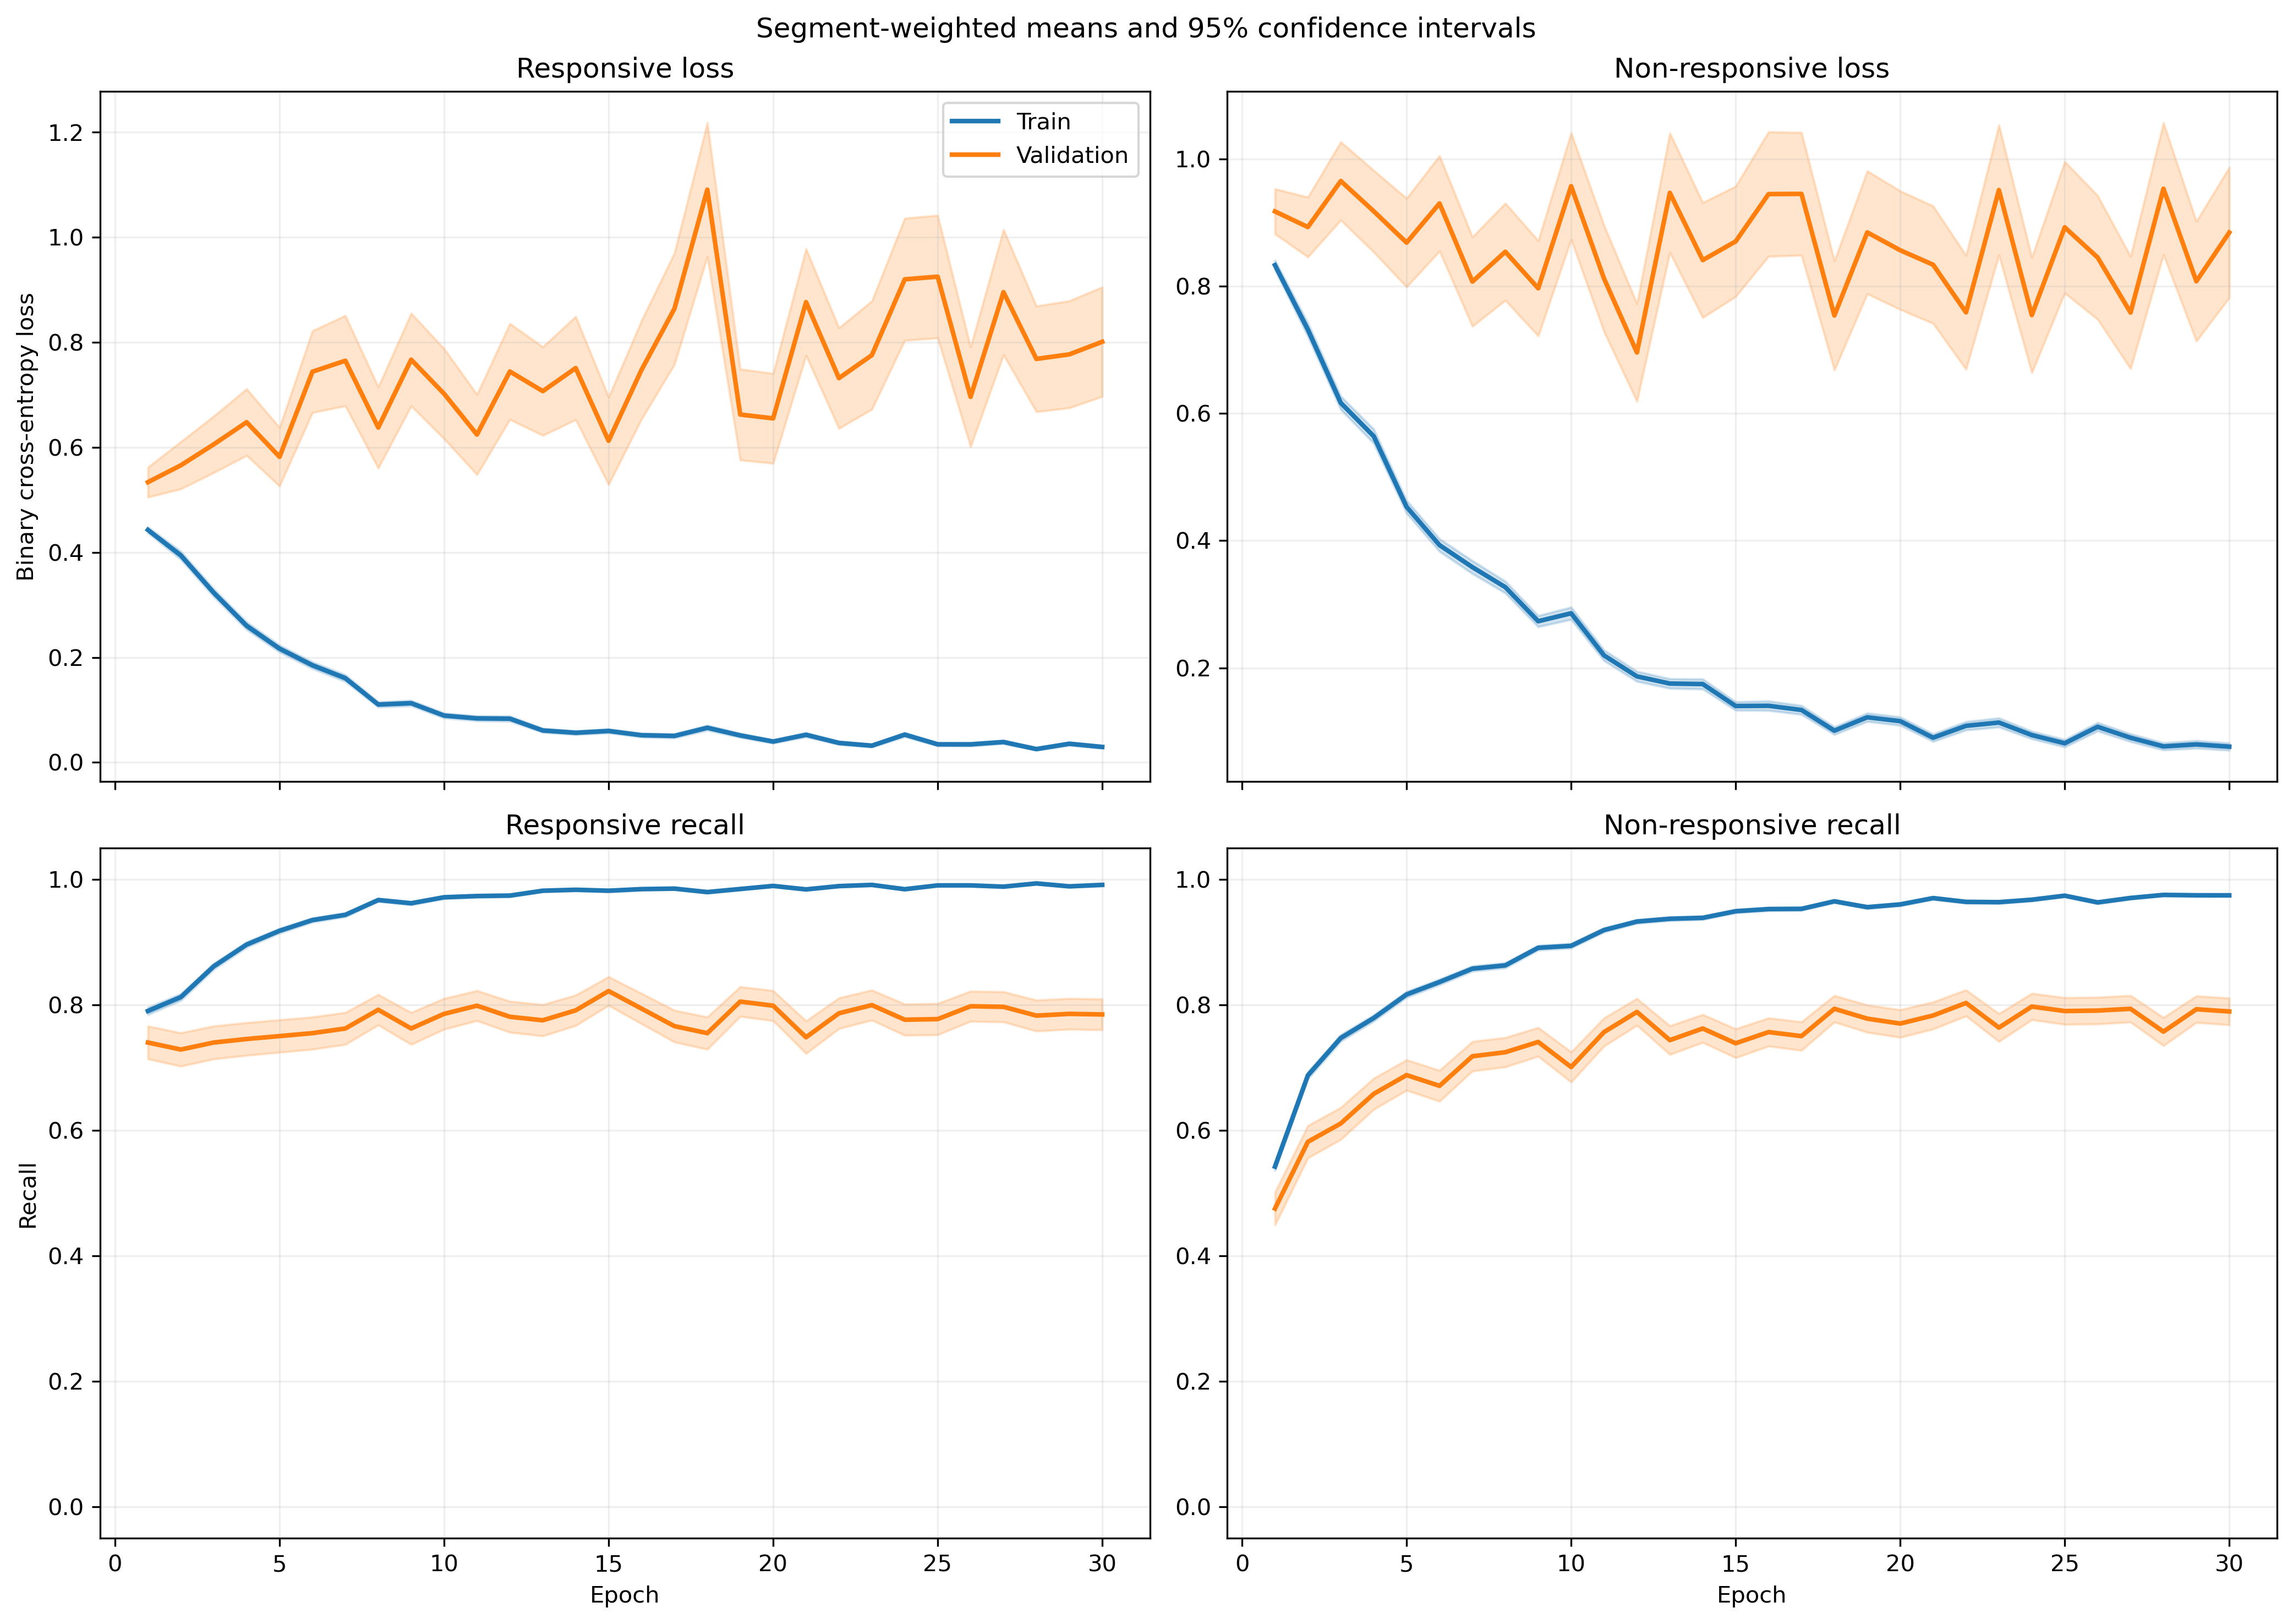 Segment-weighted means and 95% confidence intervals
Responsive loss
Non-responsive loss
Binary cross-entropy loss
1.2
1.0
0.8
0.6
0.4
0.2
0.0
Train
Validation
1.0
0.8
0.6
0.4
0.2
Responsive recall
Non-responsive recall
Recall
1.0
0.8
0.6
0.4
0.2
0.0
0 5 10 15 20 25 30
Epoch
1.0
0.8
0.6
0.4
0.2
0.0
0 5 10 15 20 25 30
Epoch